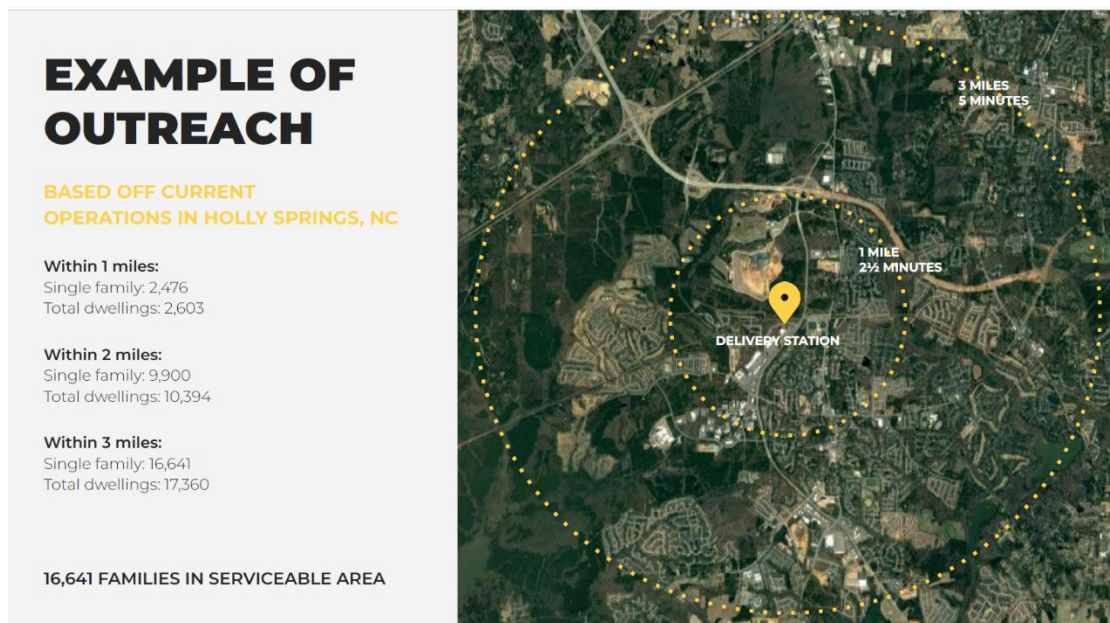 EXAMPLE OF
OUTREACH
BASED OFF CURRENT
OPERATIONS IN HOLLY SPRINGS, NC
Within 1 miles:
Single family: 2,476
Total dwellings: 2,603
Within 2 miles:
Single family: 9,900
Total dwellings: 10,394
Within 3 miles:
Single family: 16,641
Total dwellings: 17,360
16,641 FAMILIES IN SERVICEABLE AREA
3 MILES
5 MINUTES
1 MILE
2½ MINUTES
DELIVERY STATION